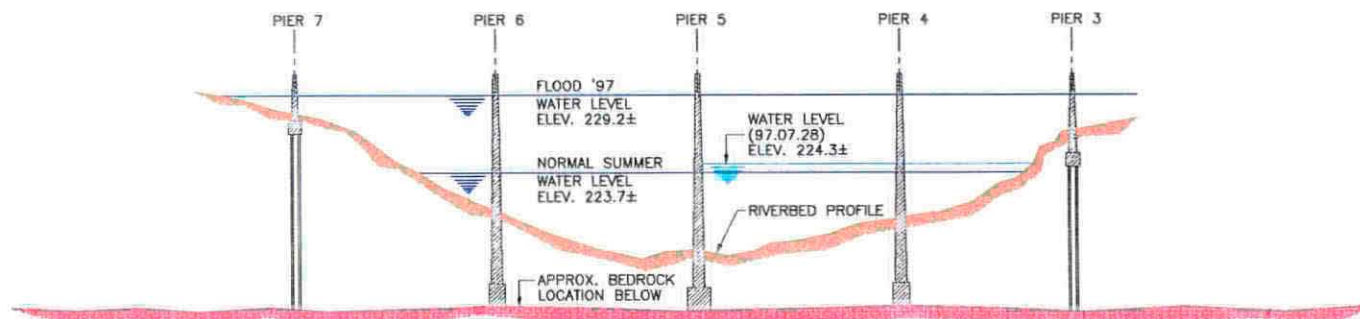 PIER 7
PIER 6
PIER 5
PIER 4
PIER 3
FLOOD '97
WATER LEVEL
ELEV. 229.2±
WATER LEVEL
(97.07.28)
ELEV. 224.3±
NORMAL SUMMER
WATER LEVEL
ELEV. 223.7±
RIVERBED PROFILE
APPROX. BEDROCK
LOCATION BELOW